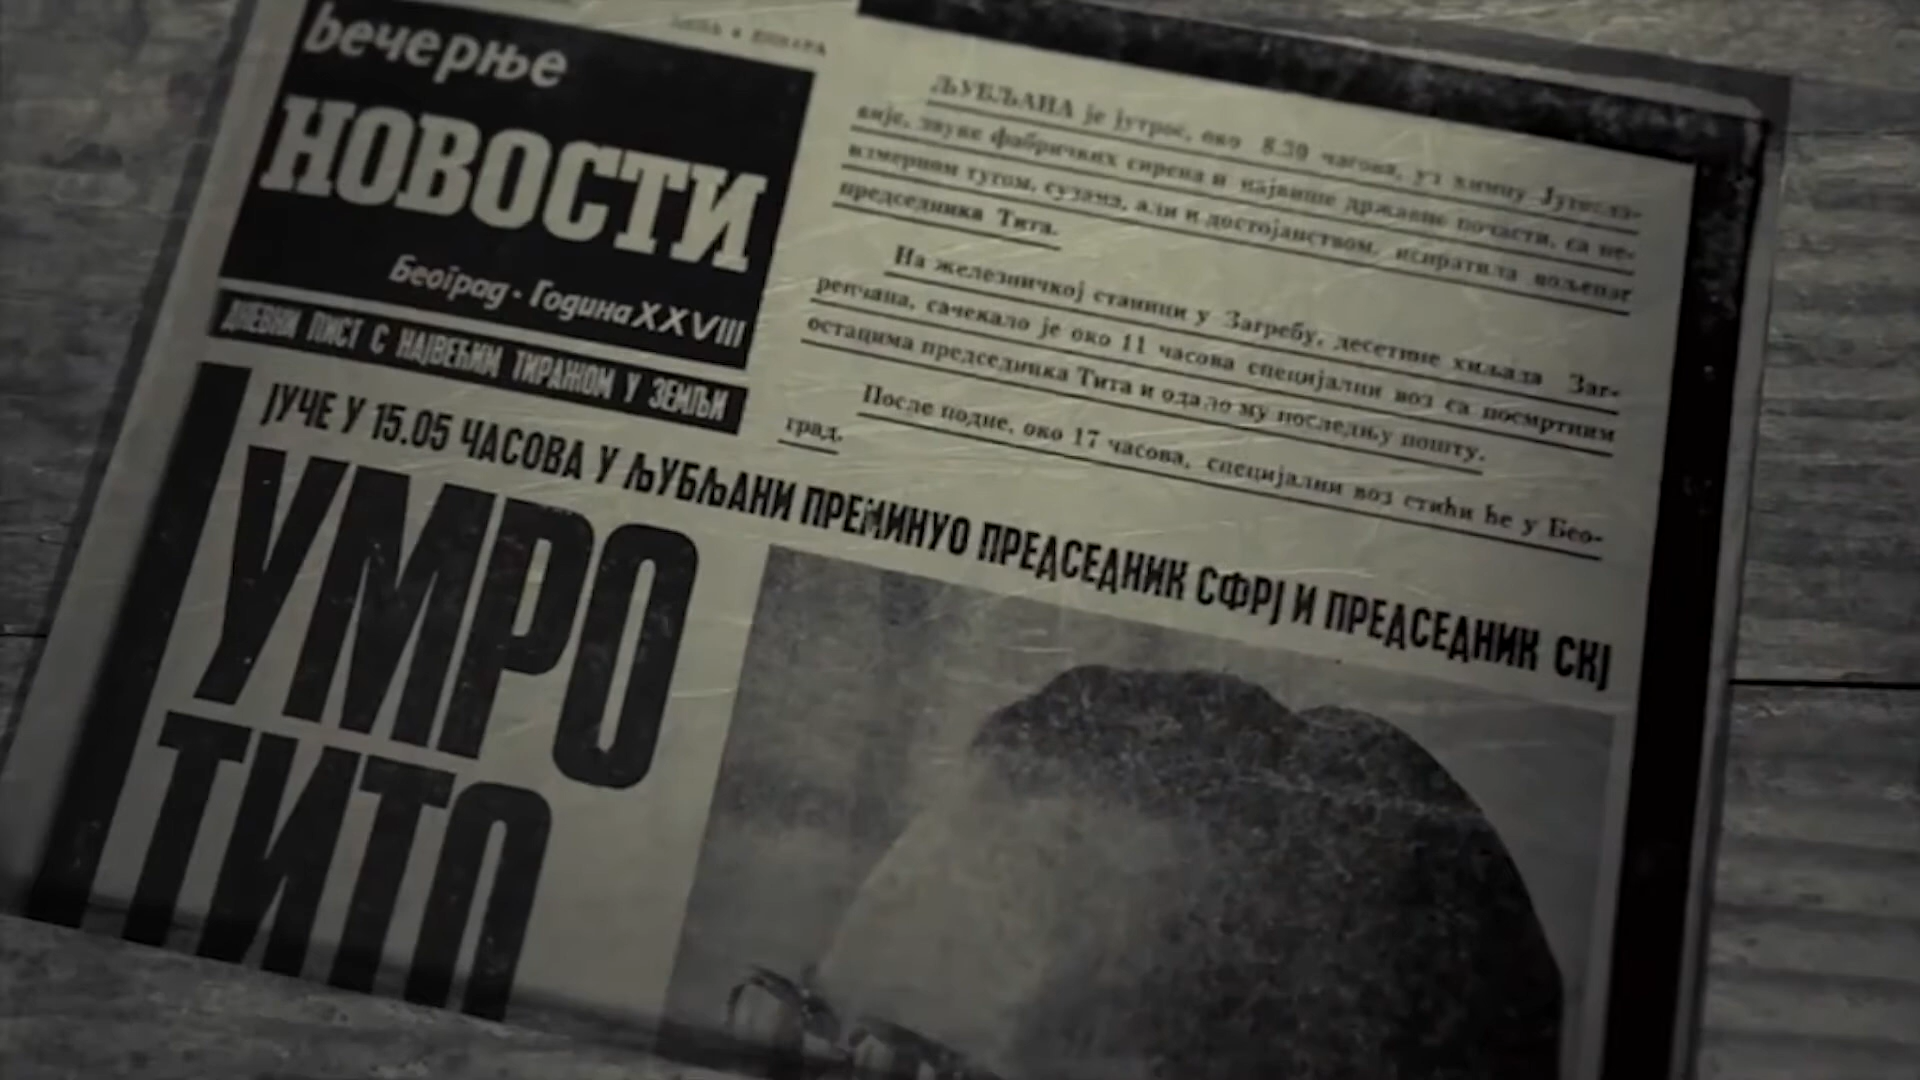 вечерње
НОВОСТИ
Београд · Година XXVIII
ДНЕВНИ ЛИСТ С НАЈВЕЋИМ ТИРАЖОМ У ЗЕМЉИ
ЉУБЉАНА је јутрос, око 8.30 часова, уз химну Југосла-
вије, звуке фабричких сирена и највише државне почасти, са не-
измерном тугом, сузама, али и достојанством, испратила вољеног
председника Тита.
На железничкој станици у Загребу, десетине хиљада Заг-
репчана, сачекало је око 11 часова специјални воз са посмртним
остацима председника Тита и одало му последњу пошту.
После подне, око 17 часова, специјални воз стићи ће у Бео-
град.
ЈУЧЕ У 15.05 ЧАСОВА У ЉУБЉАНИ ПРЕМИНУО ПРЕДСЕДНИК СФРЈ И ПРЕДСЕДНИК СКЈ
УМРО
ТИТО